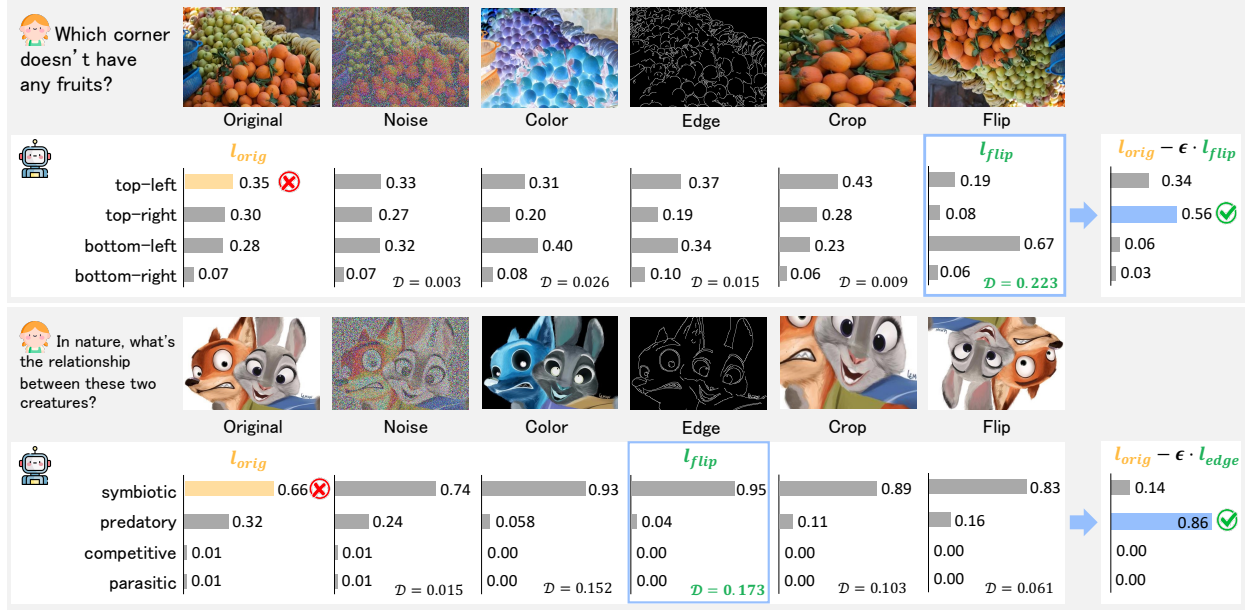 Which corner
doesn't have
any fruits?
Original Noise Color Edge Crop Flip
l_orig l_flip l_orig − ϵ · l_flip
top-left 0.35 0.33 0.31 0.37 0.43 0.19 0.34
top-right 0.30 0.27 0.20 0.19 0.28 0.08 0.56
bottom-left 0.28 0.32 0.40 0.34 0.23 0.67 0.06
bottom-right 0.07 0.07 0.08 0.10 0.06 0.06 0.03
𝒟 = 0.003 𝒟 = 0.026 𝒟 = 0.015 𝒟 = 0.009 𝒟 = 0.223
In nature, what's
the relationship
between these two
creatures?
Original Noise Color Edge Crop Flip
l_orig l_flip l_orig − ϵ · l_edge
symbiotic 0.66 0.74 0.93 0.95 0.89 0.83 0.14
predatory 0.32 0.24 0.058 0.04 0.11 0.16 0.86
competitive 0.01 0.01 0.00 0.00 0.00 0.00 0.00
parasitic 0.01 0.01 0.00 0.00 0.00 0.00 0.00
𝒟 = 0.015 𝒟 = 0.152 𝒟 = 0.173 𝒟 = 0.103 𝒟 = 0.061